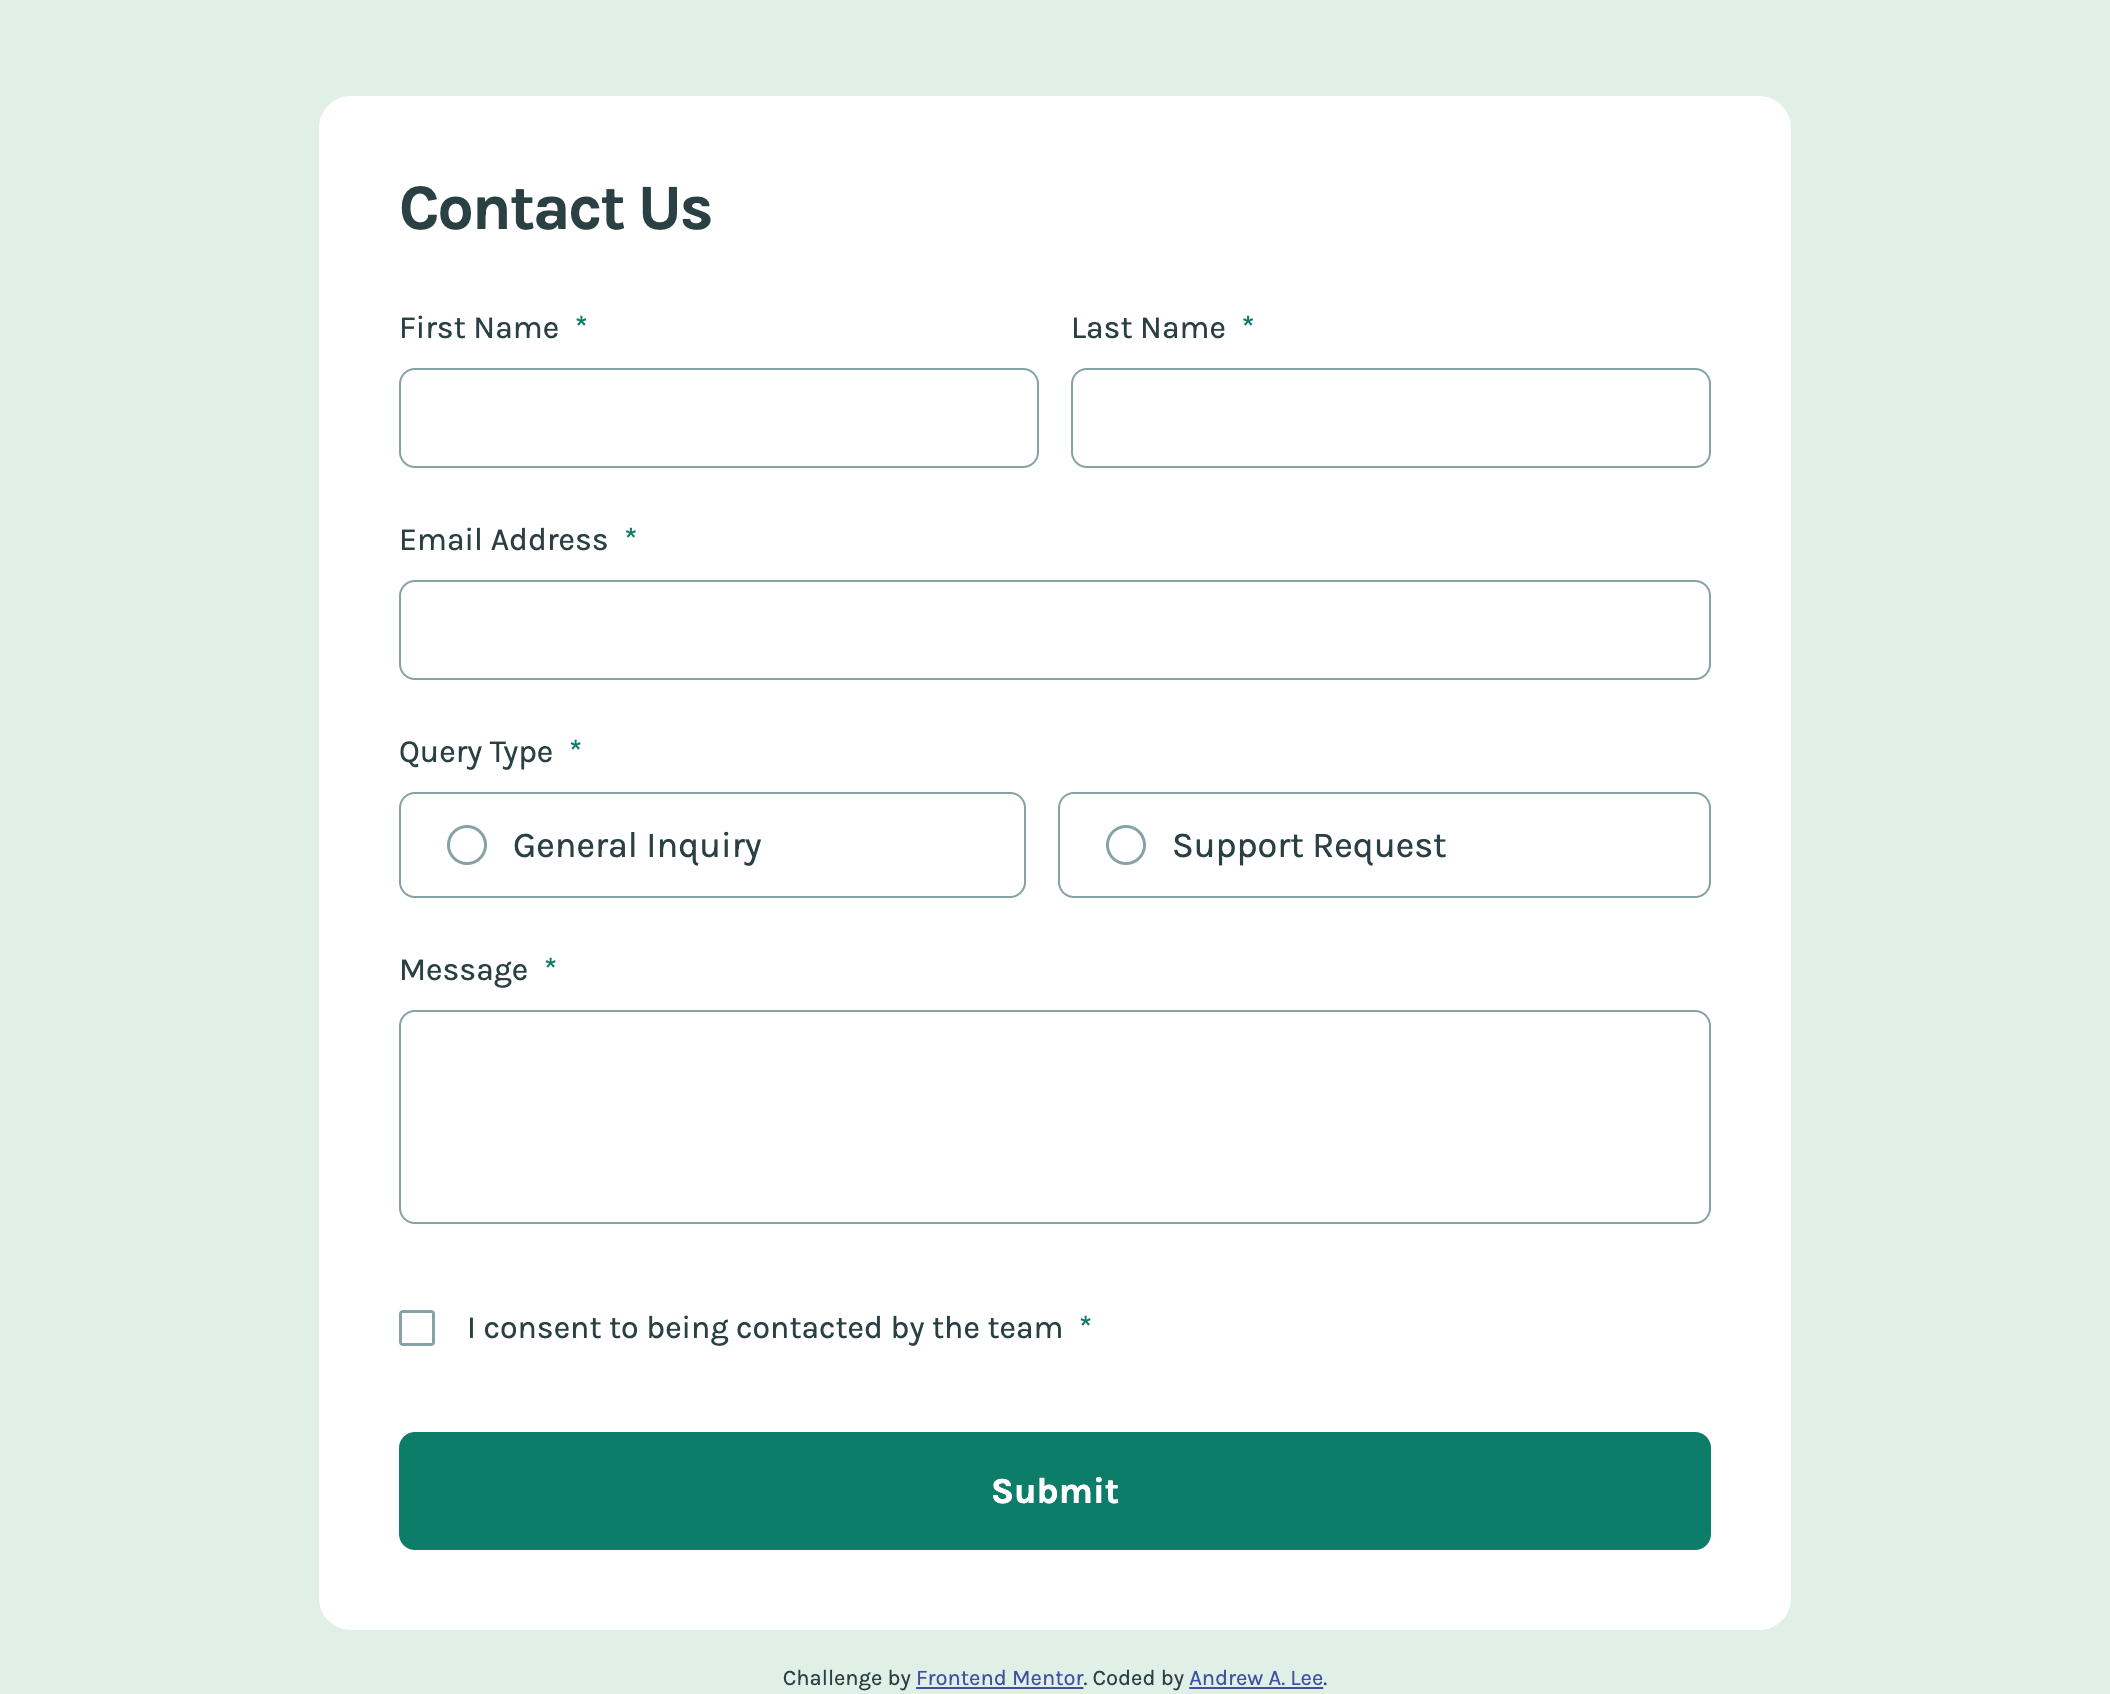 Contact Us
First Name *
Last Name *
Email Address *
Query Type *
General Inquiry
Support Request
Message *
I consent to being contacted by the team *
Submit
Challenge by Frontend Mentor. Coded by Andrew A. Lee.